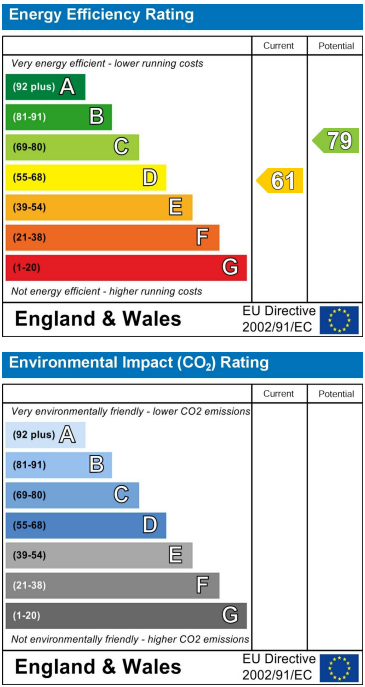 Energy Efficiency Rating
Current Potential
Very energy efficient - lower running costs
(92 plus) A
(81-91) B
(69-80) C
(55-68) D
(39-54) E
(21-38) F
(1-20) G
61
79
Not energy efficient - higher running costs
England & Wales
EU Directive
2002/91/EC
Environmental Impact (CO₂) Rating
Current Potential
Very environmentally friendly - lower CO2 emissions
(92 plus) A
(81-91) B
(69-80) C
(55-68) D
(39-54) E
(21-38) F
(1-20) G
Not environmentally friendly - higher CO2 emissions
England & Wales
EU Directive
2002/91/EC